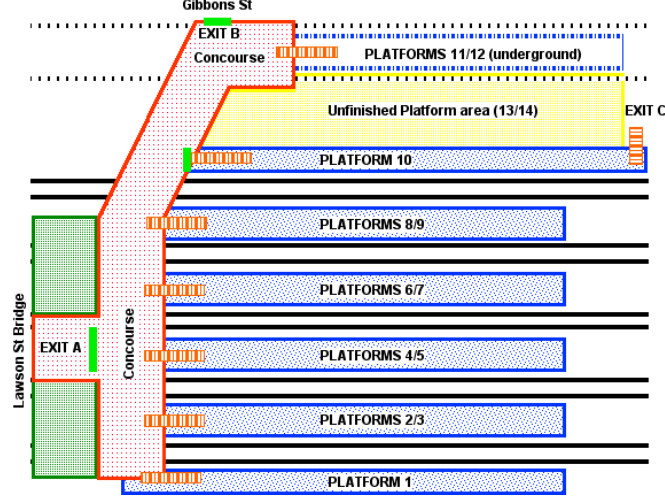 Gibbons St
EXIT B
Concourse
PLATFORMS 11/12 (underground)
Unfinished Platform area (13/14)
EXIT C
PLATFORM 10
PLATFORMS 8/9
PLATFORMS 6/7
Lawson St Bridge
EXIT A
Concourse
PLATFORMS 4/5
PLATFORMS 2/3
PLATFORM 1